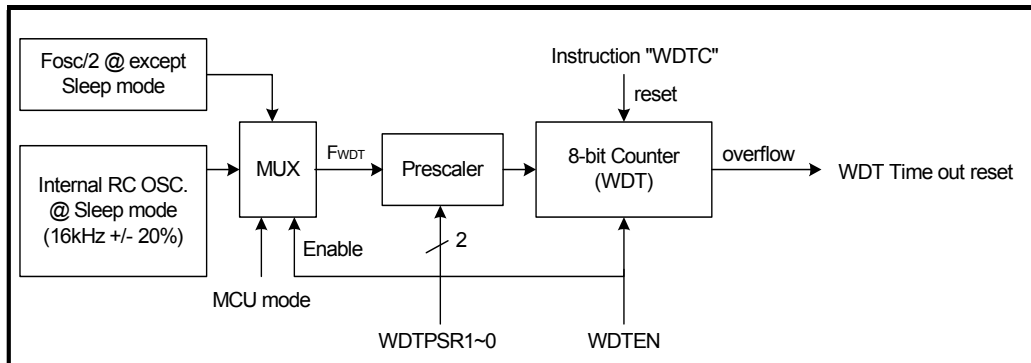 Fosc/2 @ except
Sleep mode
Internal RC OSC.
@ Sleep mode
(16kHz +/- 20%)
MUX
FWDT
Prescaler
Instruction "WDTC"
reset
8-bit Counter
(WDT)
overflow
WDT Time out reset
Enable
2
MCU mode
WDTPSR1~0
WDTEN